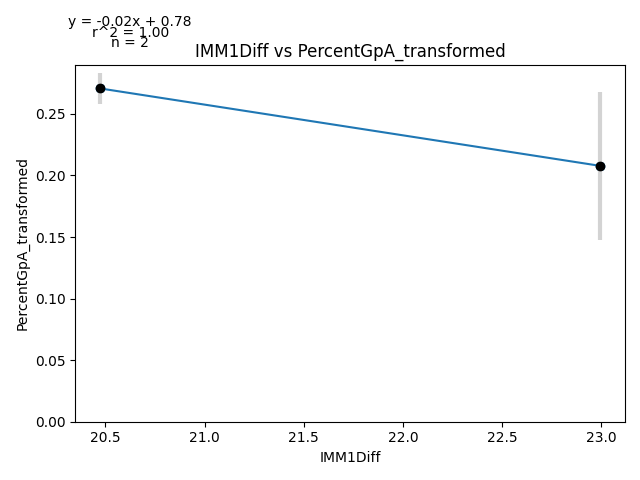 y = -0.02x + 0.78
r^2 = 1.00
n = 2
IMM1Diff vs PercentGpA_transformed
PercentGpA_transformed
0.25
0.20
0.15
0.10
0.05
0.00
20.5 21.0 21.5 22.0 22.5 23.0
IMM1Diff